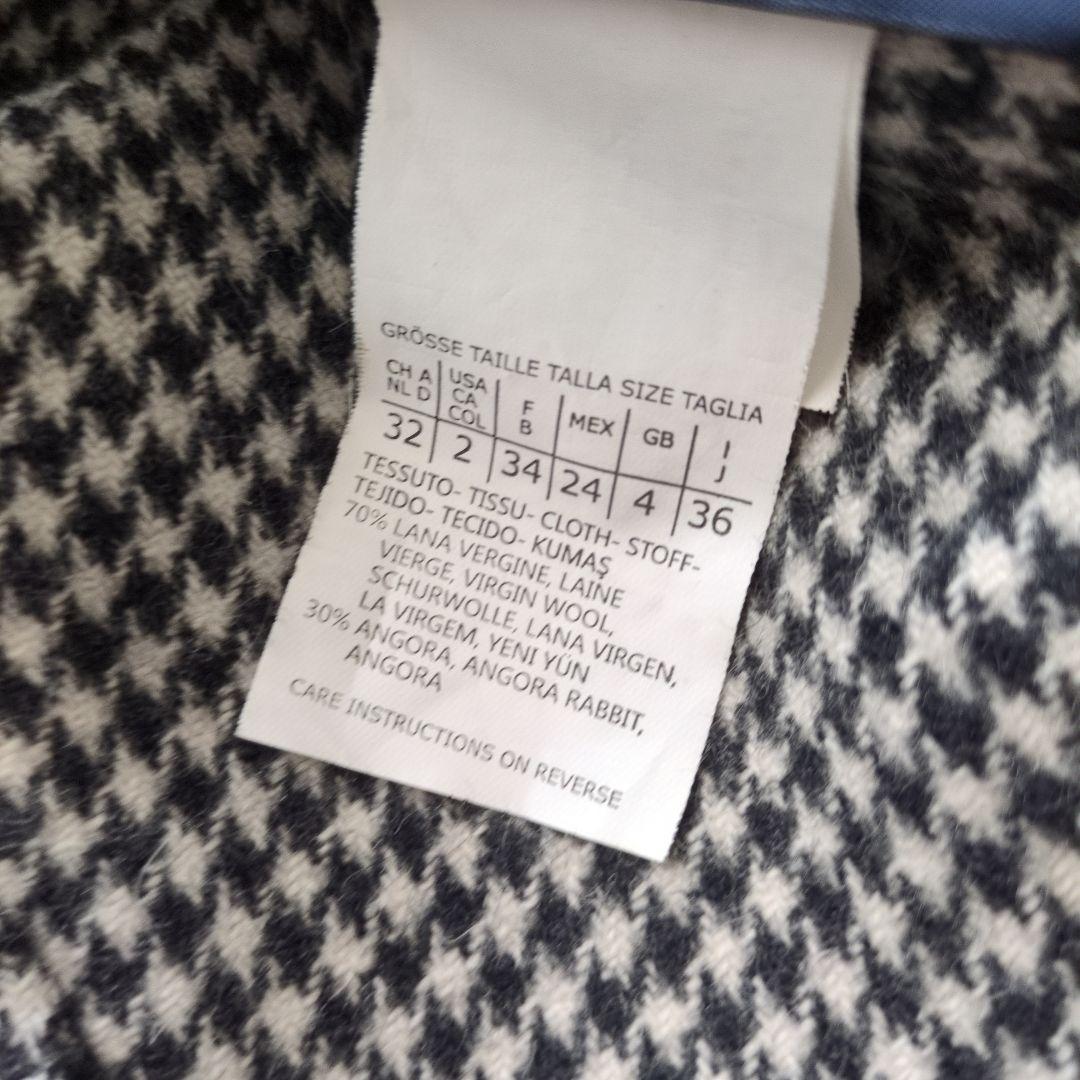 GRÖSSE TAILLE TALLA SIZE TAGLIA
CH A NL D | USA CA COL | F B | MEX | GB | I J
32 | 2 | 34 | 24 | 4 | 36
TESSUTO- TISSU- CLOTH- STOFF-
TEJIDO- TECIDO- KUMAŞ
70% LANA VERGINE, LAINE
VIERGE, VIRGIN WOOL,
SCHURWOLLE, LANA VIRGEN,
LÃ VIRGEM, YENI YÜN
30% ANGORA, ANGORA RABBIT,
ANGORA
CARE INSTRUCTIONS ON REVERSE